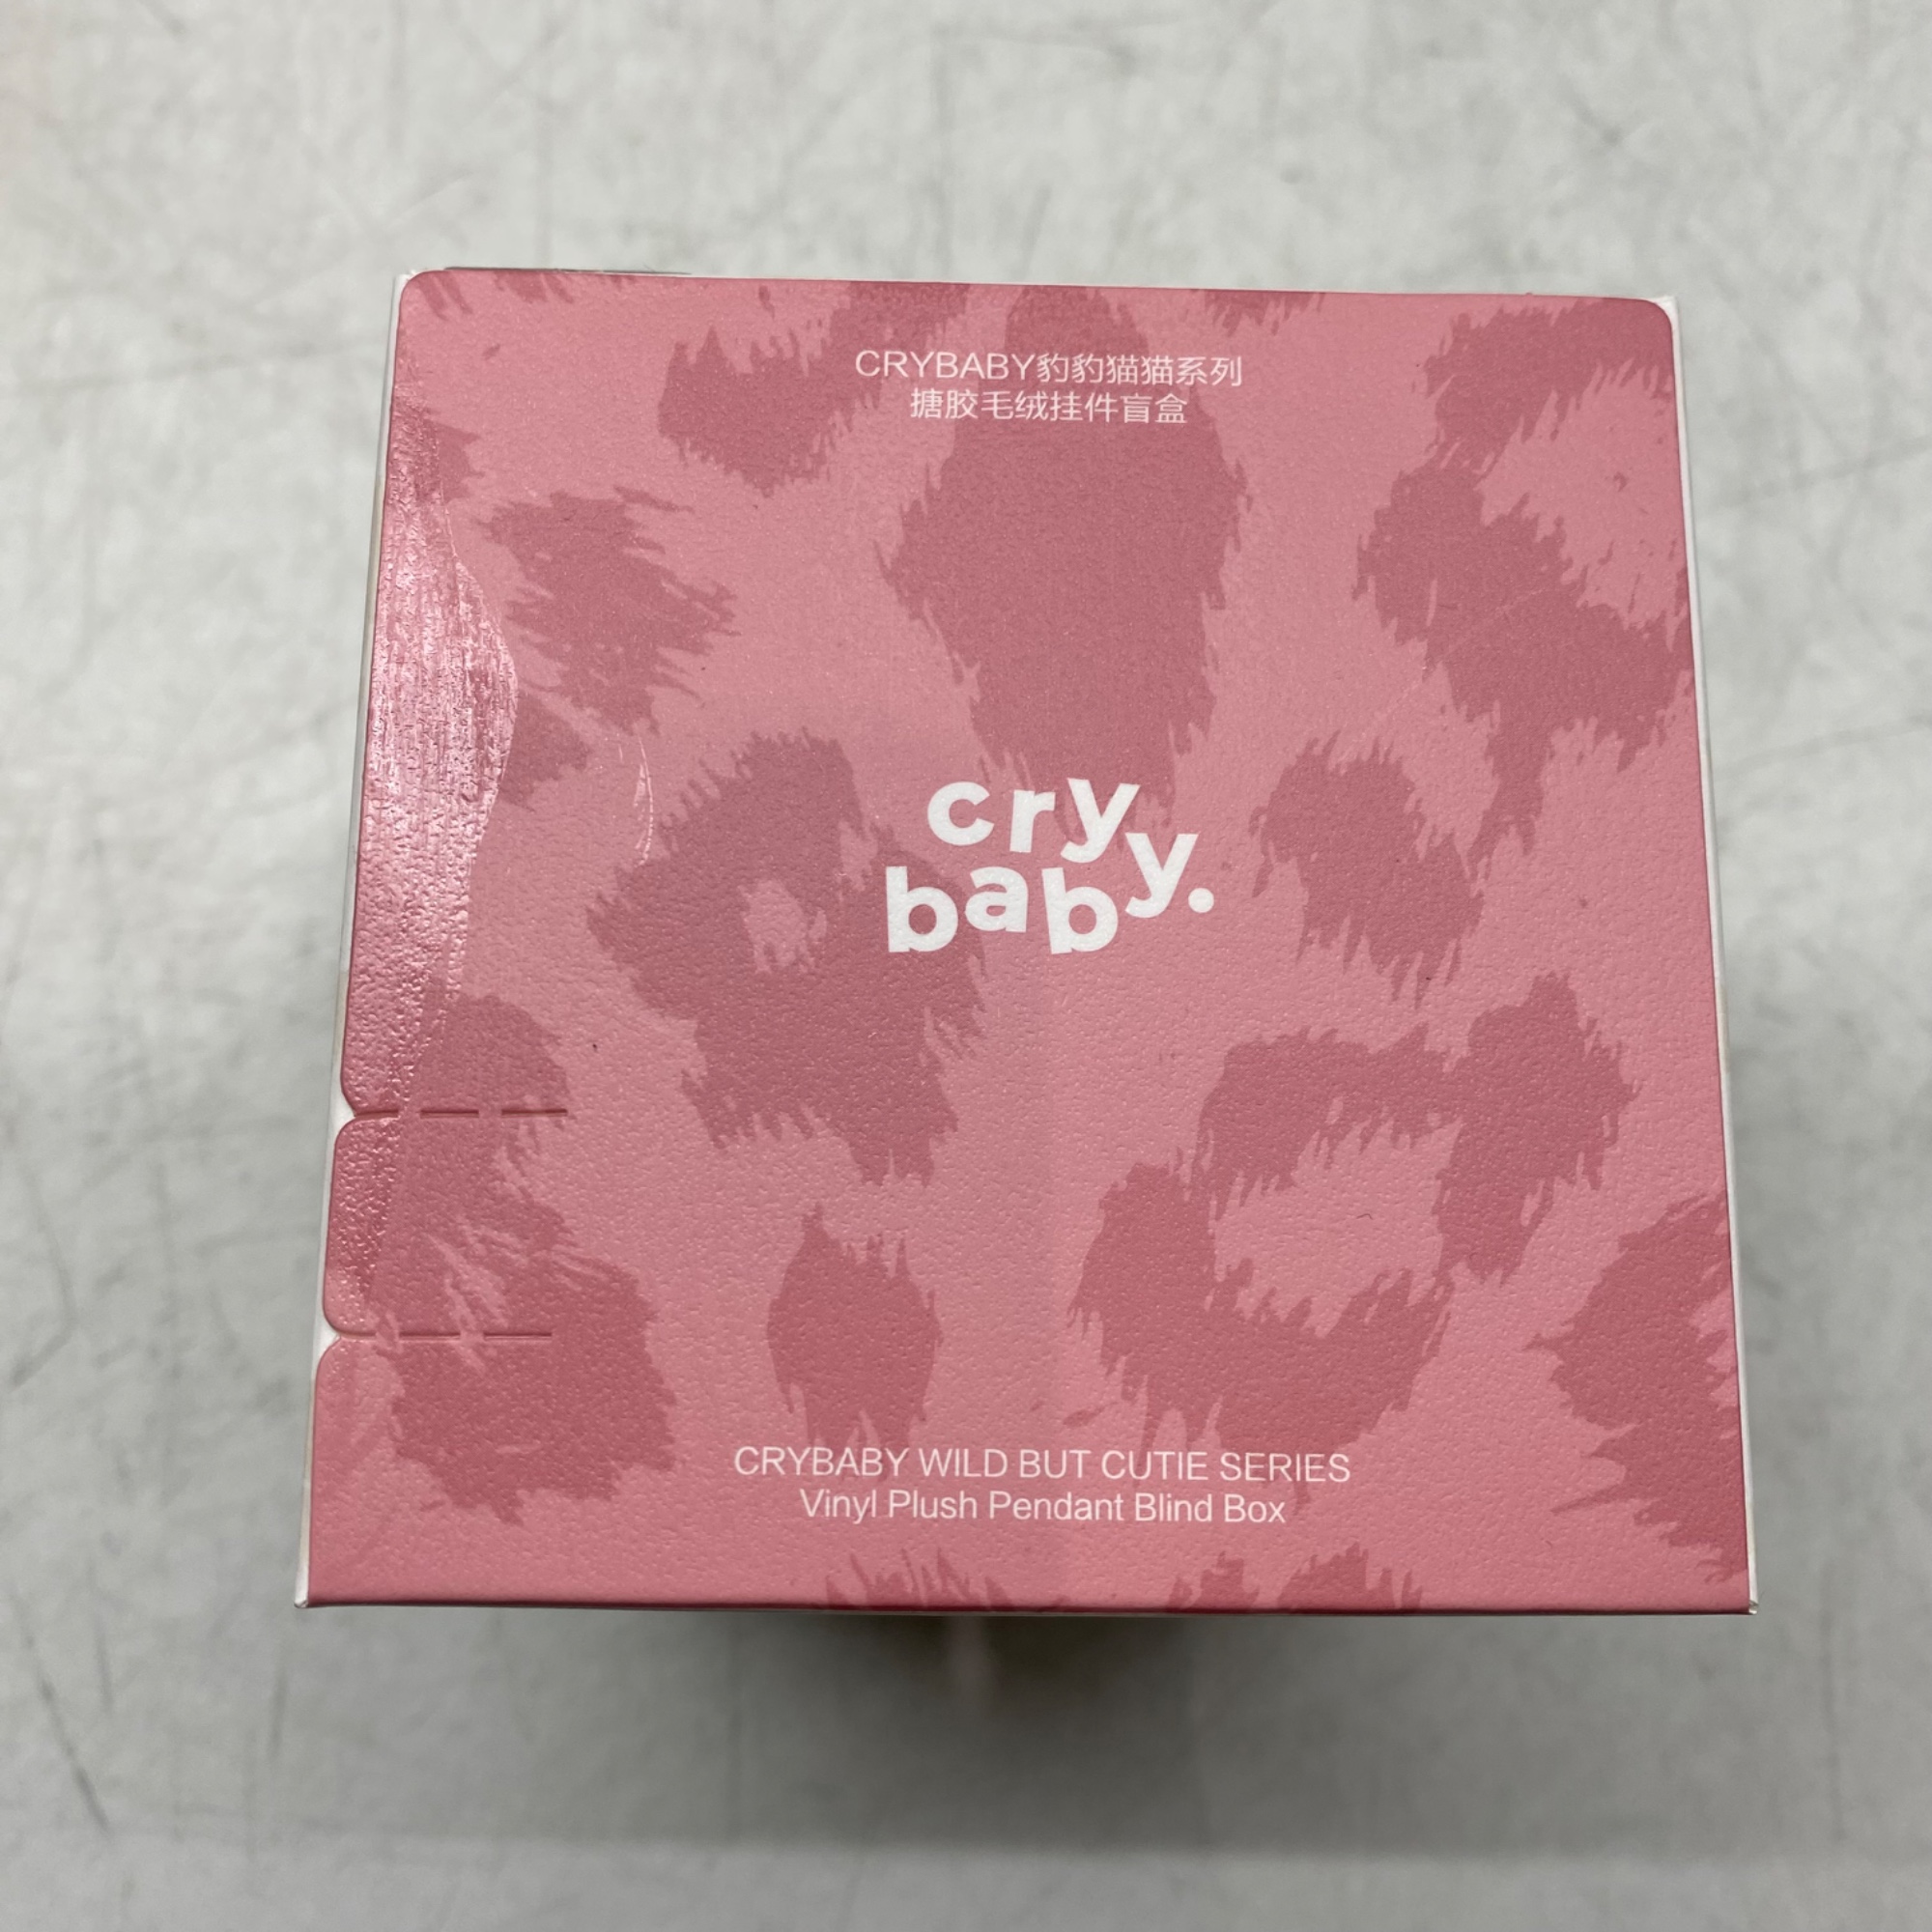 CRYBABY豹豹猫猫系列
搪胶毛绒挂件盲盒
cry
baby.
CRYBABY WILD BUT CUTIE SERIES
Vinyl Plush Pendant Blind Box